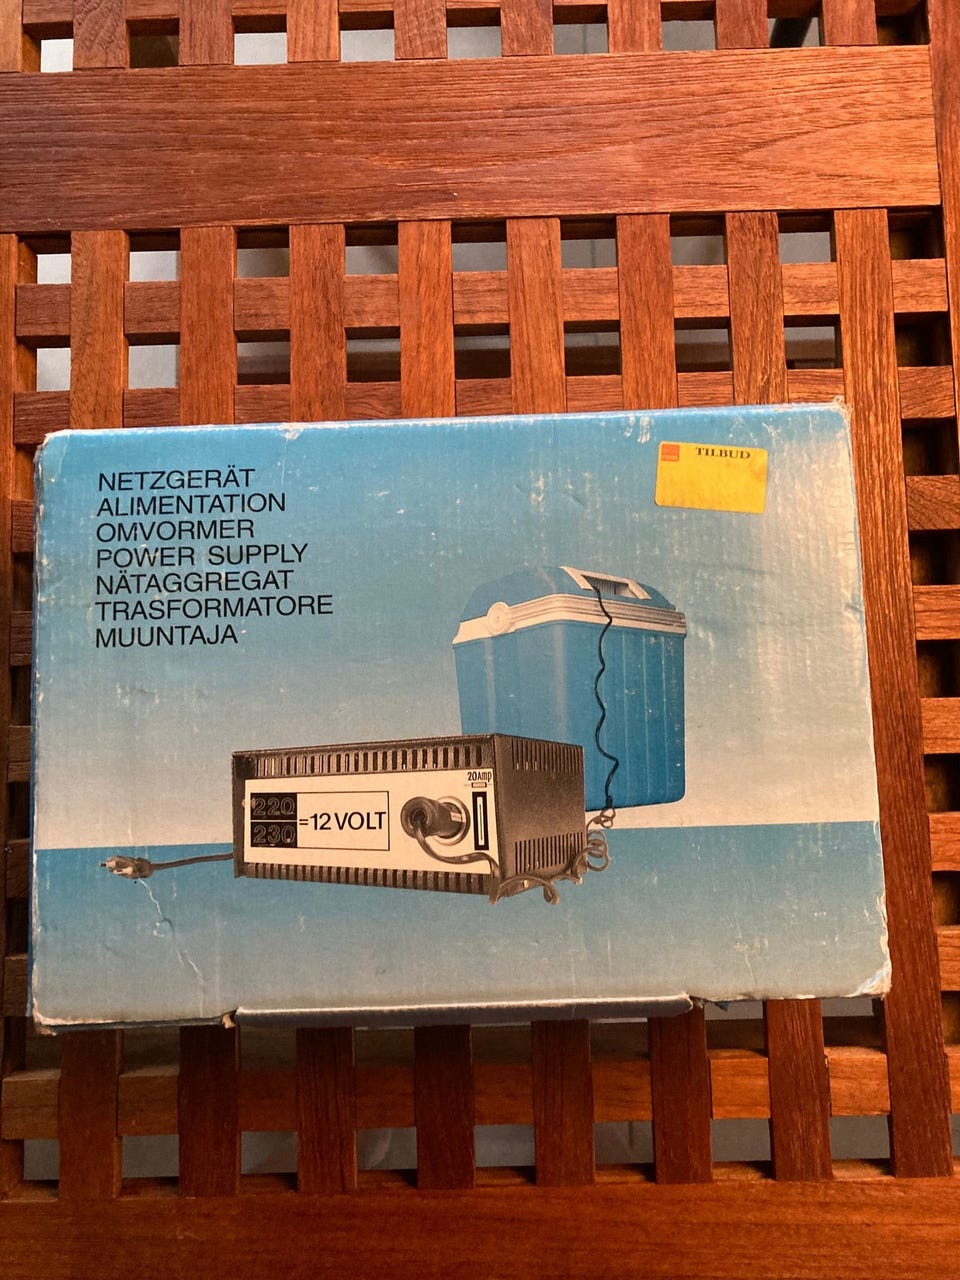 NETZGERÄT
ALIMENTATION
OMVORMER
POWER SUPPLY
NÄTAGGREGAT
TRASFORMATORE
MUUNTAJA
TILBUD
20Amp
220
230
=12 VOLT